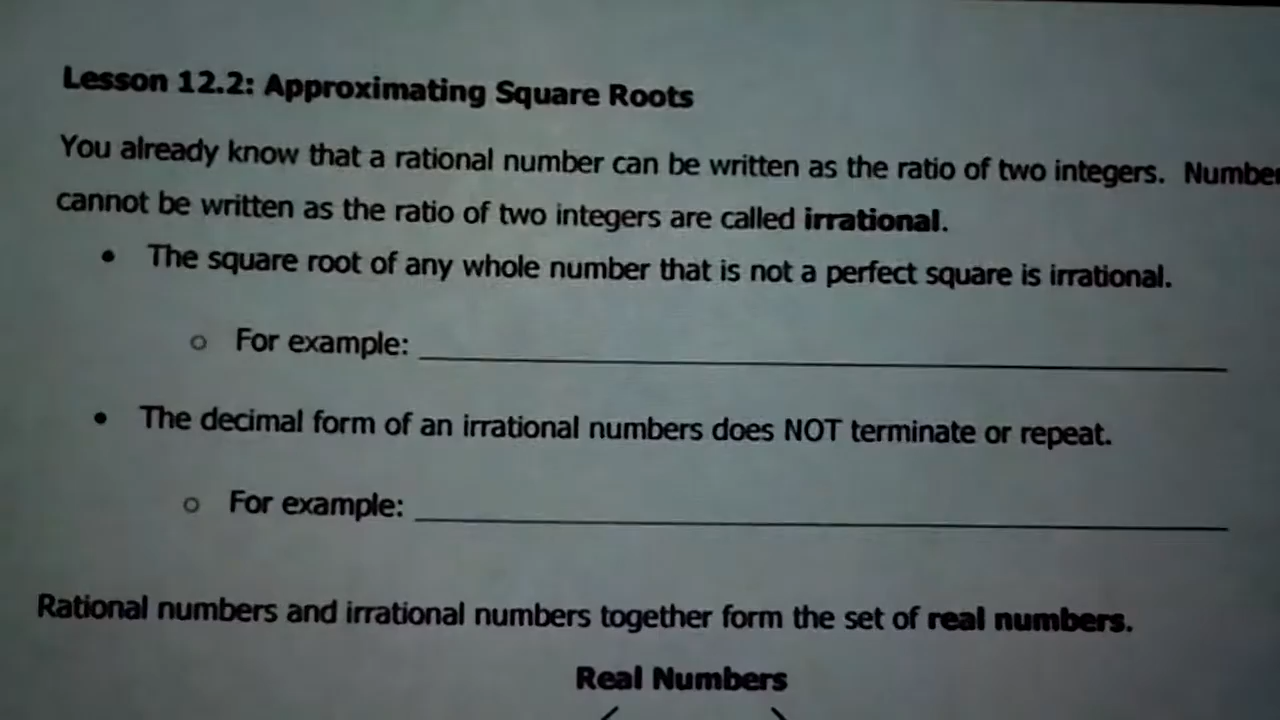 Lesson 12.2: Approximating Square Roots
You already know that a rational number can be written as the ratio of two integers. Number
cannot be written as the ratio of two integers are called irrational.
• The square root of any whole number that is not a perfect square is irrational.
o For example:
• The decimal form of an irrational numbers does NOT terminate or repeat.
o For example:
Rational numbers and irrational numbers together form the set of real numbers.
Real Numbers